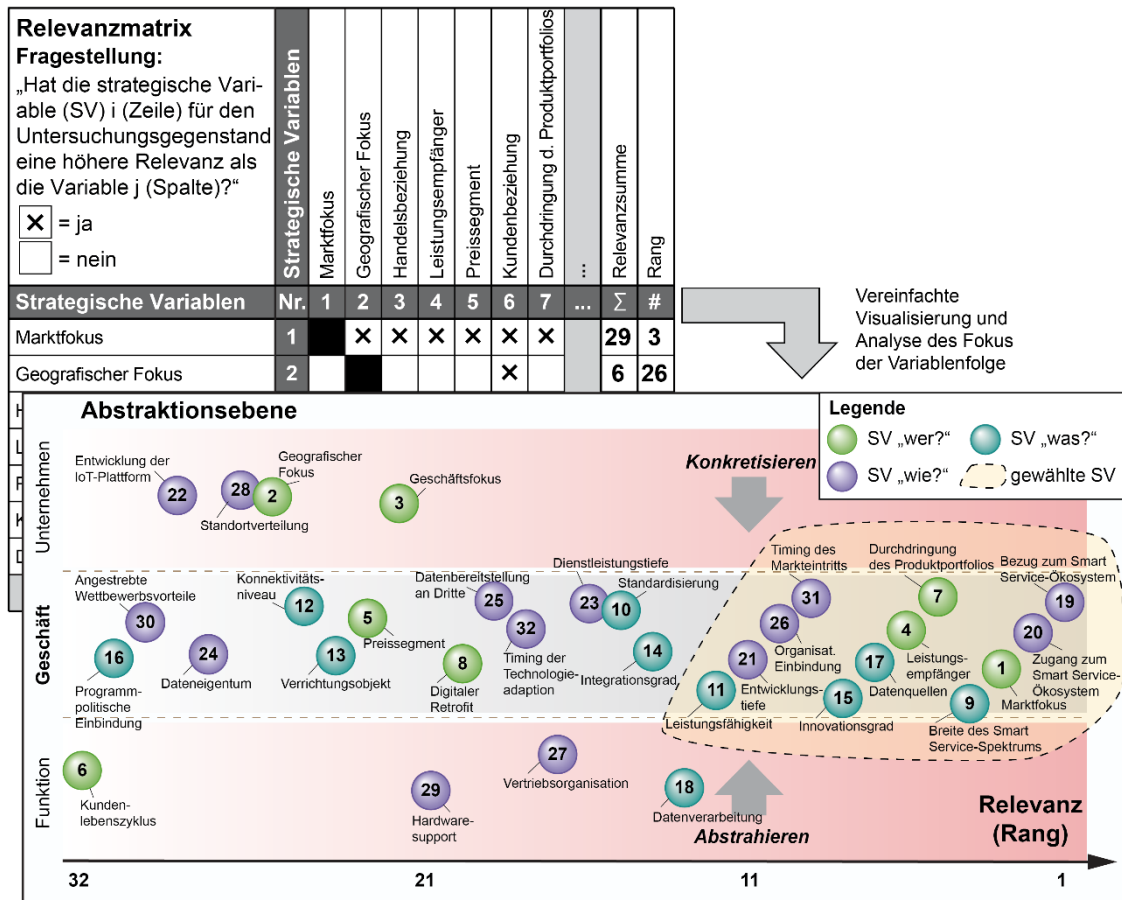 Relevanzmatrix
Fragestellung:
„Hat die strategische Vari-
able (SV) i (Zeile) für den
Untersuchungsgegenstand
eine höhere Relevanz als
die Variable j (Spalte)?“
✕ = ja
= nein
Strategische Variablen
Marktfokus
Geografischer Fokus
Handelsbeziehung
Leistungsempfänger
Preissegment
Kundenbeziehung
Durchdringung d. Produktportfolios
...
Relevanzsumme
Rang
Strategische Variablen Nr. 1 2 3 4 5 6 7 ... Σ #
Marktfokus 1 ✕ ✕ ✕ ✕ ✕ ✕ 29 3
Geografischer Fokus 2 ✕ 6 26
Vereinfachte
Visualisierung und
Analyse des Fokus
der Variablenfolge
H
L
P
K
D
Abstraktionsebene
Legende
SV „wer?“
SV „was?“
SV „wie?“
gewählte SV
Unternehmen
Entwicklung der
IoT-Plattform
22
28
Standortverteilung
Geografischer
Fokus
2
3
Geschäftsfokus
Konkretisieren
Geschäft
Angestrebte
Wettbewerbsvorteile
30
16
Programm-
politische
Einbindung
24
Dateneigentum
Konnektivitäts-
niveau
12
13
Verrichtungsobjekt
5
Preissegment
8
Digitaler
Retrofit
Datenbereitstellung
an Dritte
25
32
Timing der
Technologie-
adaption
Dienstleistungstiefe
23
Standardisierung
10
14
Integrationsgrad
11
Leistungsfähigkeit
21
Entwicklungs-
tiefe
26
Organisat.
Einbindung
Timing des
Markteintritts
31
15
Innovationsgrad
17
Datenquellen
4
Leistungs-
empfänger
Durchdringung
des Produktportfolios
7
9
Breite des Smart
Service-Spektrums
1
Marktfokus
20
Zugang zum
Smart Service-
Ökosystem
Bezug zum Smart
Service-Ökosystem
19
Funktion
6
Kunden-
lebenszyklus
29
Hardware-
support
27
Vertriebsorganisation
18
Datenverarbeitung
Abstrahieren
Relevanz
(Rang)
32 21 11 1